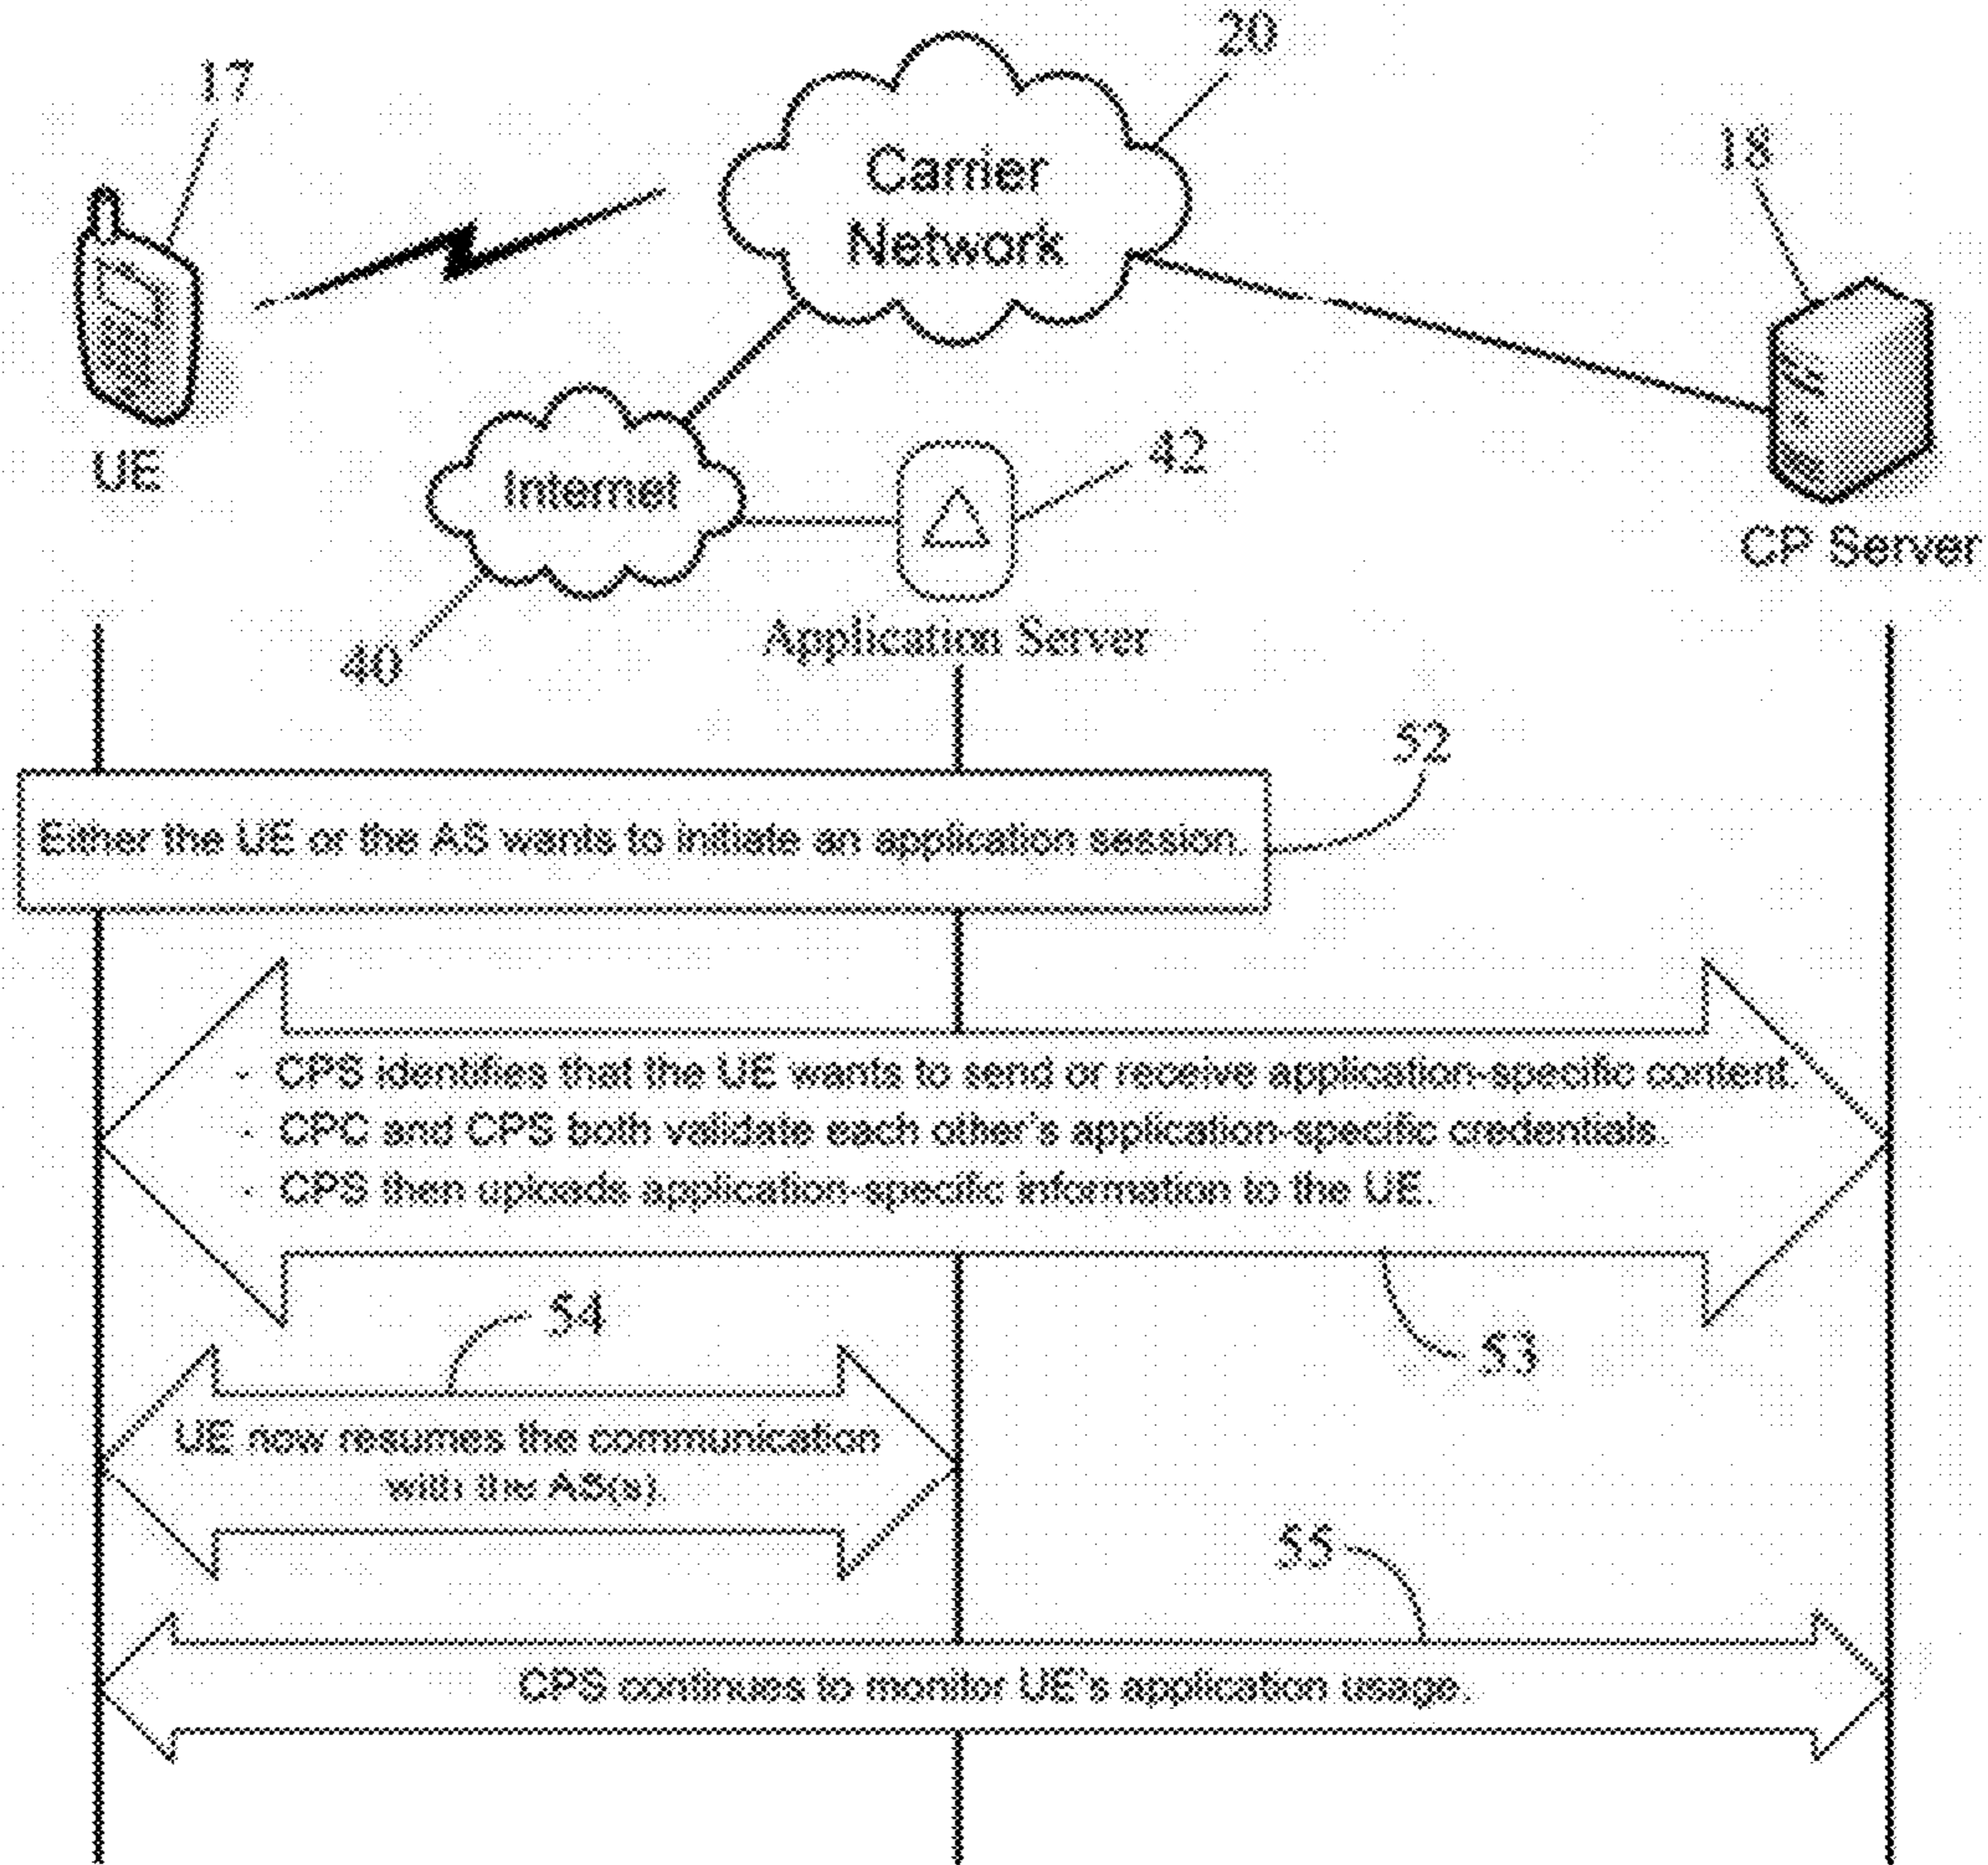 20
17
Carrier
Network
18
UE
Internet
42
CP Server
Application Server
40
52
Either the UE or the AS wants to initiate an application session.
· CPS identifies that the UE wants to send or receive application-specific content.
· CPC and CPS both validate each other's application-specific credentials.
· CPS then uploads application-specific information to the UE.
54
53
UE now resumes the communication
with the AS(s).
55
CPS continues to monitor UE's application usage.